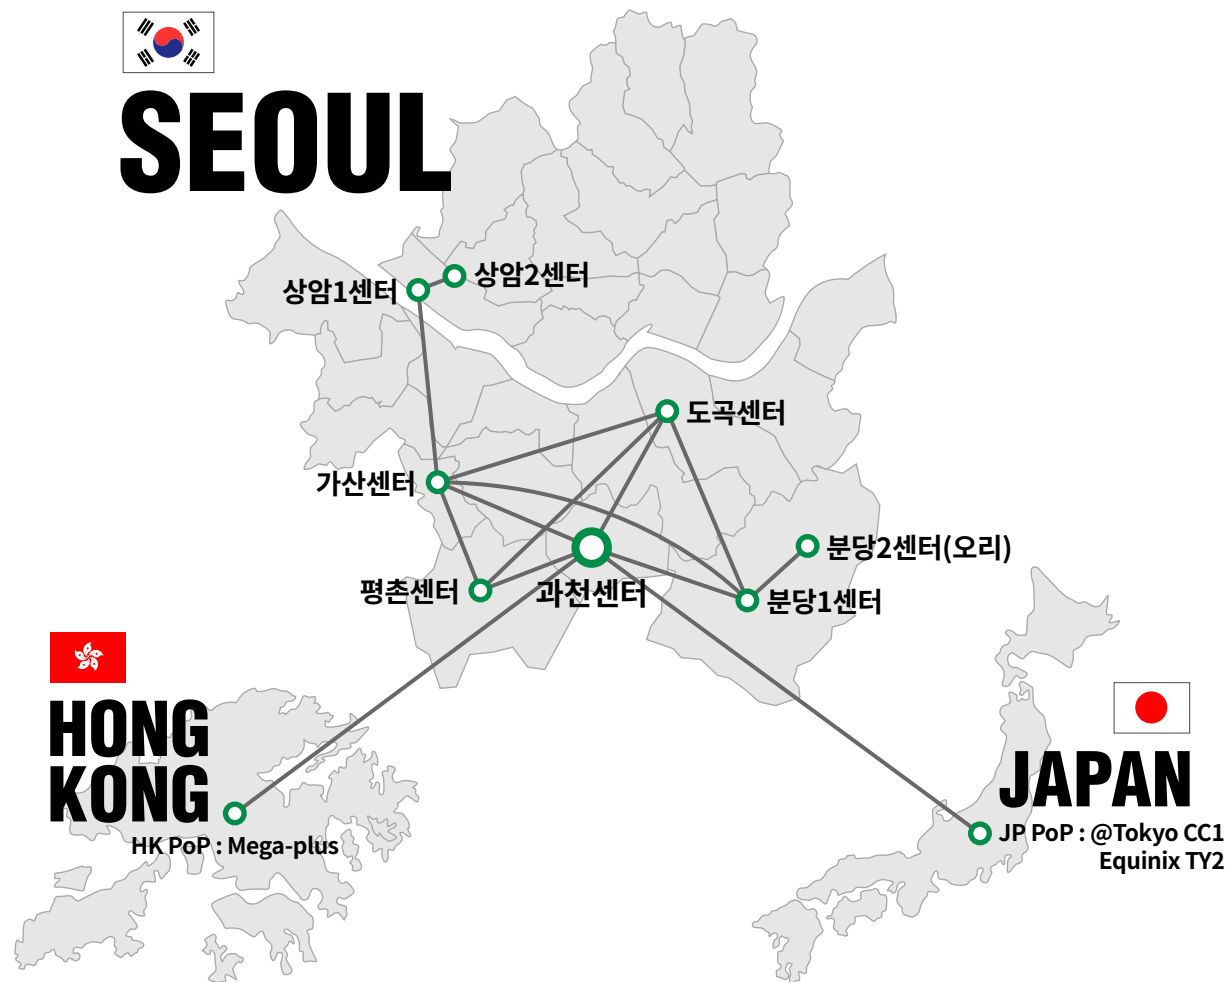 SEOUL
상암1센터
상암2센터
도곡센터
가산센터
분당2센터(오리)
평촌센터
과천센터
분당1센터
HONG
KONG
HK PoP : Mega-plus
JAPAN
JP PoP : @Tokyo CC1
Equinix TY2